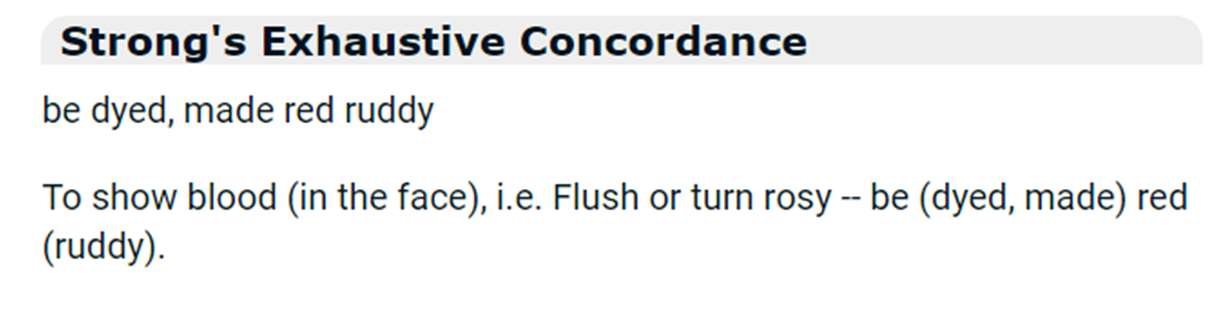 Strong's Exhaustive Concordance
be dyed, made red ruddy
To show blood (in the face), i.e. Flush or turn rosy -- be (dyed, made) red
(ruddy).